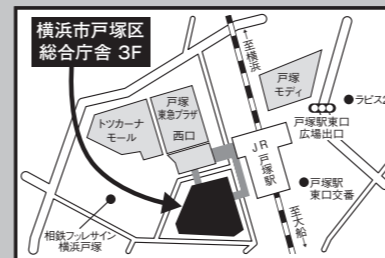 横浜市戸塚区
総合庁舎 3F
←至横浜
戸塚
モディ
●ラピス2
戸塚駅東口
広場出口
戸塚
東急プラザ
トツカーナ
モール
西口
JR戸塚駅
●戸塚駅
東口交番
至大船→
相鉄フレッサイン
横浜戸塚